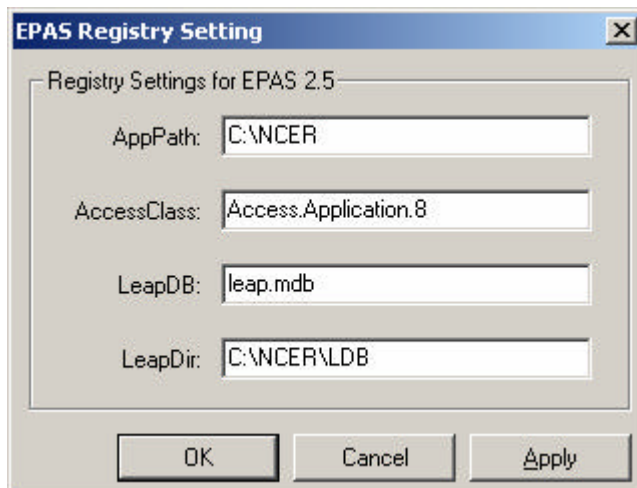 EPAS Registry Setting
Registry Settings for EPAS 2.5
AppPath: C:\NCER
AccessClass: Access.Application.8
LeapDB: leap.mdb
LeapDir: C:\NCER\LDB
OK Cancel Apply